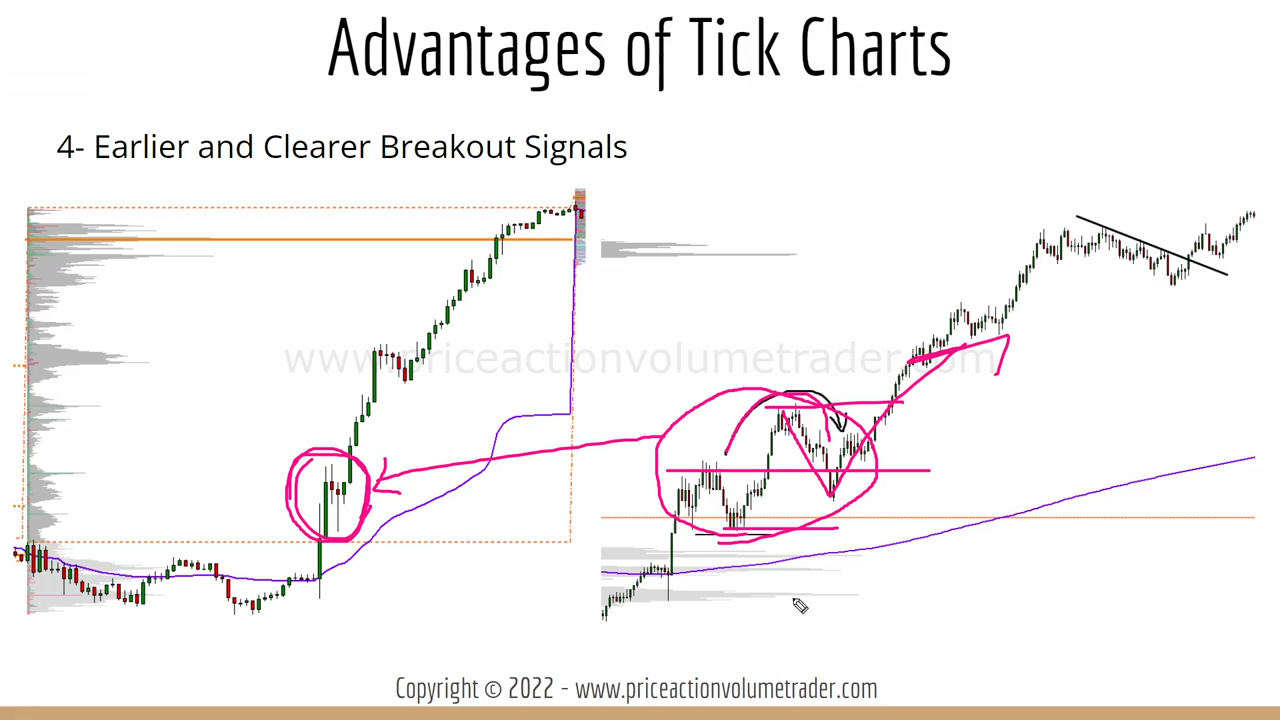 Advantages of Tick Charts
4- Earlier and Clearer Breakout Signals
www.priceactionvolumetrader.com
Copyright © 2022 - www.priceactionvolumetrader.com